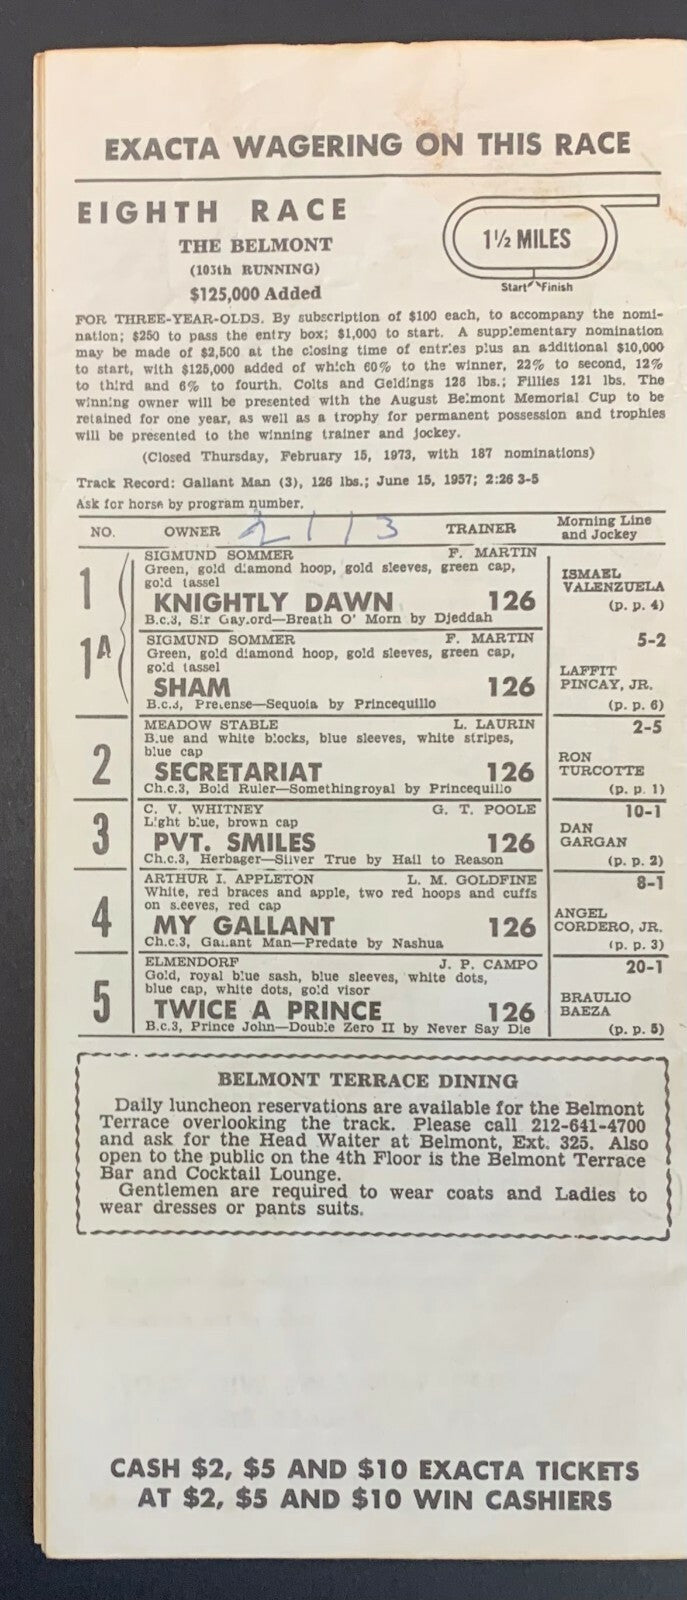 EXACTA WAGERING ON THIS RACE
EIGHTH RACE
THE BELMONT
(103th RUNNING)
$125,000 Added
1½ MILES
Start Finish
FOR THREE-YEAR-OLDS. By subscription of $100 each, to accompany the nomi-
nation; $250 to pass the entry box; $1,000 to start. A supplementary nomination
may be made of $2,500 at the closing time of entries plus an additional $10,000
to start, with $125,000 added of which 60% to the winner, 22% to second, 12%
to third and 6% to fourth. Colts and Geldings 126 lbs.; Fillies 121 lbs. The
winning owner will be presented with the August Belmont Memorial Cup to be
retained for one year, as well as a trophy for permanent possession and trophies
will be presented to the winning trainer and jockey.
(Closed Thursday, February 15, 1973, with 187 nominations)
Track Record: Gallant Man (3), 126 lbs.; June 15, 1957; 2:26 3-5
Ask for horse by program number.
NO. OWNER 2 / 1 / 3 TRAINER Morning Line
and Jockey
1
SIGMUND SOMMER F. MARTIN
Green, gold diamond hoop, gold sleeves, green cap,
gold tassel
KNIGHTLY DAWN 126
B.c.3, Sir Gaylord—Breath O' Morn by Djeddah
ISMAEL
VALENZUELA
(p. p. 4)
1A
SIGMUND SOMMER F. MARTIN
Green, gold diamond hoop, gold sleeves, green cap,
gold tassel
SHAM 126
B.c.3, Pretense—Sequoia by Princequillo
5-2
LAFFIT
PINCAY, JR.
(p. p. 6)
2
MEADOW STABLE L. LAURIN
Blue and white blocks, blue sleeves, white stripes,
blue cap
SECRETARIAT 126
Ch.c.3, Bold Ruler—Somethingroyal by Princequillo
2-5
RON
TURCOTTE
(p. p. 1)
3
C. V. WHITNEY G. T. POOLE
Light blue, brown cap
PVT. SMILES 126
Ch.c.3, Herbager—Silver True by Hail to Reason
10-1
DAN
GARGAN
(p. p. 2)
4
ARTHUR I. APPLETON L. M. GOLDFINE
White, red braces and apple, two red hoops and cuffs
on sleeves, red cap
MY GALLANT 126
Ch.c.3, Gallant Man—Predate by Nashua
8-1
ANGEL
CORDERO, JR.
(p. p. 3)
5
ELMENDORF J. P. CAMPO
Gold, royal blue sash, blue sleeves, white dots,
blue cap, white dots, gold visor
TWICE A PRINCE 126
B.c.3, Prince John—Double Zero II by Never Say Die
20-1
BRAULIO
BAEZA
(p. p. 5)
BELMONT TERRACE DINING
Daily luncheon reservations are available for the Belmont
Terrace overlooking the track. Please call 212-641-4700
and ask for the Head Waiter at Belmont, Ext. 325. Also
open to the public on the 4th Floor is the Belmont Terrace
Bar and Cocktail Lounge.
Gentlemen are required to wear coats and Ladies to
wear dresses or pants suits.
CASH $2, $5 AND $10 EXACTA TICKETS
AT $2, $5 AND $10 WIN CASHIERS